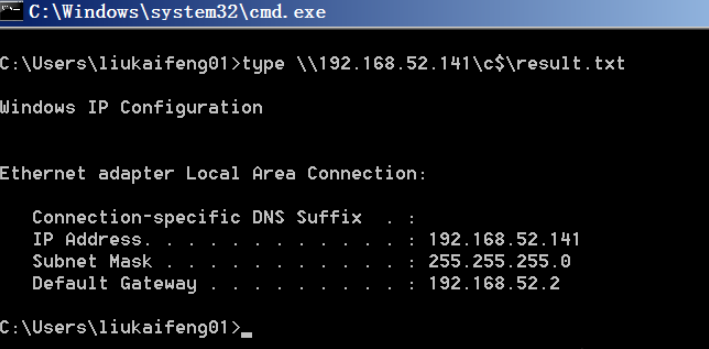 C:\Windows\system32\cmd.exe
C:\Users\liukaifeng01>type \\192.168.52.141\c$\result.txt
Windows IP Configuration
Ethernet adapter Local Area Connection:
Connection-specific DNS Suffix  . :
IP Address. . . . . . . . . . . . : 192.168.52.141
Subnet Mask . . . . . . . . . . . : 255.255.255.0
Default Gateway . . . . . . . . . : 192.168.52.2
C:\Users\liukaifeng01>_